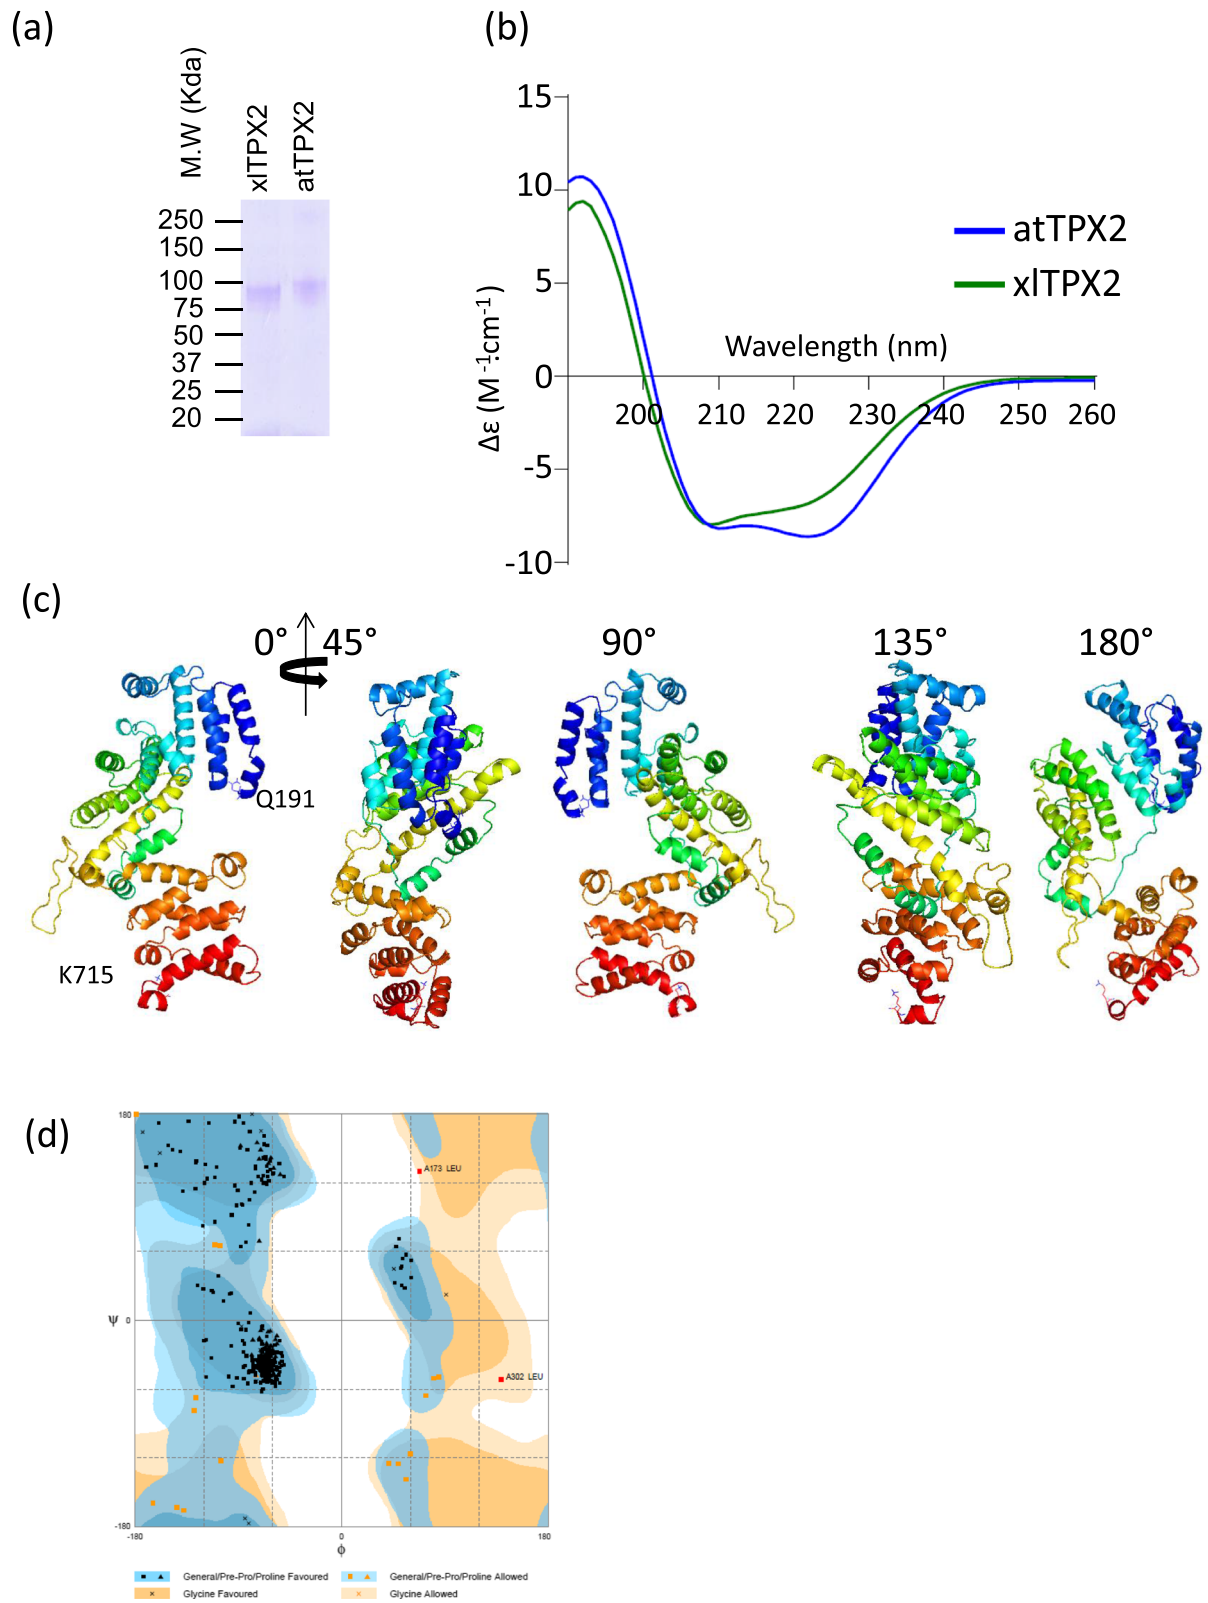 (a)
M.W (Kda)
xlTPX2
atTPX2
250
150
100
75
50
37
25
20
(b)
15
10
5
0
-5
-10
Δε (M⁻¹.cm⁻¹)
Wavelength (nm)
200 210 220 230 240 250 260
atTPX2
xlTPX2
(c)
0° 45° 90° 135° 180°
Q191
K715
(d)
180
A173 LEU
ψ 0
A302 LEU
-180
-180 0 180
ϕ
General/Pre-Pro/Proline Favoured General/Pre-Pro/Proline Allowed
Glycine Favoured Glycine Allowed